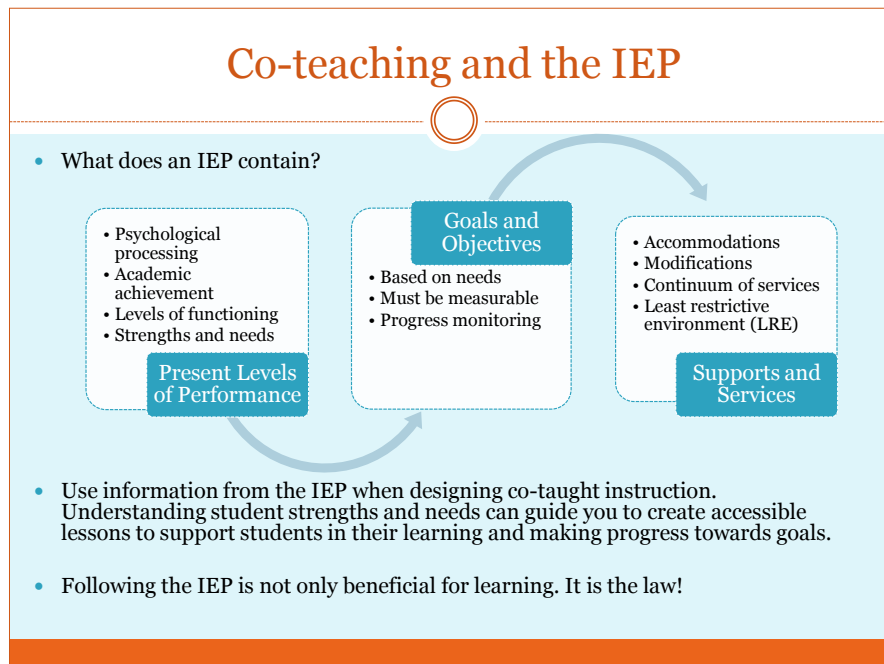 Co-teaching and the IEP
• What does an IEP contain?
• Psychological
processing
• Academic
achievement
• Levels of functioning
• Strengths and needs
Present Levels
of Performance
Goals and
Objectives
• Based on needs
• Must be measurable
• Progress monitoring
• Accommodations
• Modifications
• Continuum of services
• Least restrictive
environment (LRE)
Supports and
Services
• Use information from the IEP when designing co-taught instruction.
Understanding student strengths and needs can guide you to create accessible
lessons to support students in their learning and making progress towards goals.
• Following the IEP is not only beneficial for learning. It is the law!